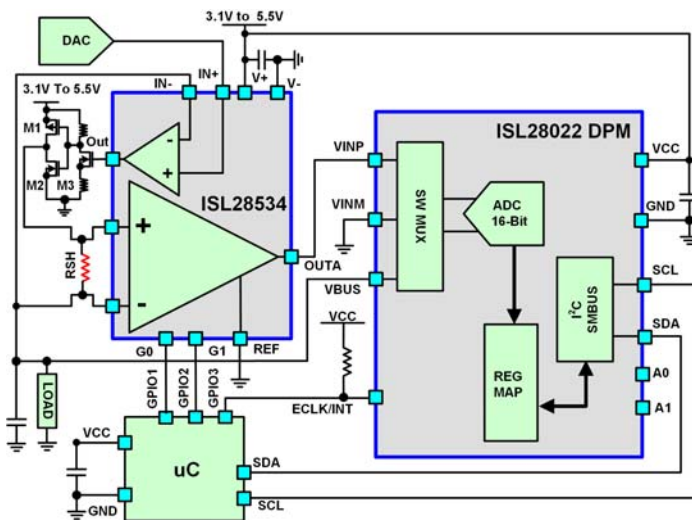 3.1V to 5.5V
DAC
IN-
IN+
V+
V-
3.1V To 5.5V
M1
Out
M2
M3
-
+
ISL28534
+
-
RSH
OUTA
G0
G1
REF
ISL28022 DPM
VINP
VINM
VBUS
SW MUX
ADC
16-Bit
VCC
GND
I²C
SMBUS
SCL
SDA
A0
A1
REG
MAP
VCC
ECLK/INT
LOAD
GPIO1
GPIO2
GPIO3
VCC
uC
GND
SDA
SCL